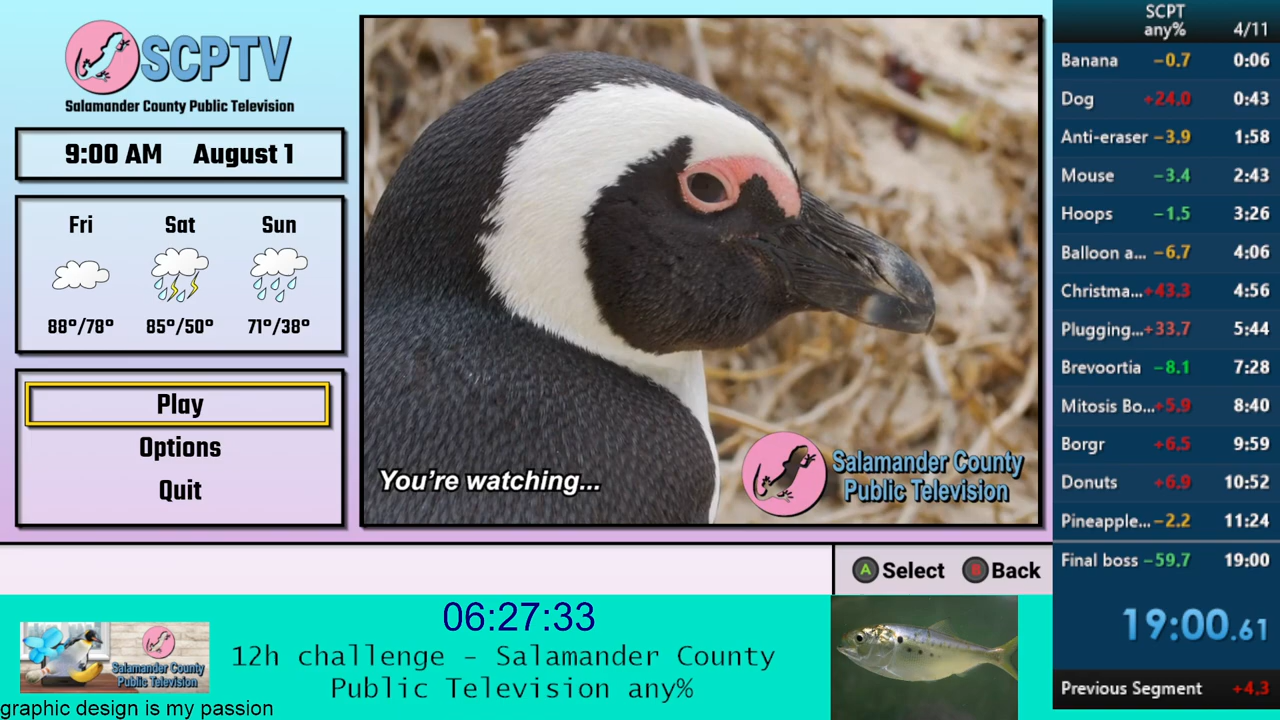 SCPTV
Salamander County Public Television
9:00 AM August 1
Fri Sat Sun
88°/78° 85°/50° 71°/38°
Play
Options
Quit
You're watching...
Salamander County
Public Television
A Select B Back
06:27:33
12h challenge - Salamander County
Public Television any%
Salamander County
Public Television
graphic design is my passion
SCPT
any% 4/11
Banana −0.7 0:06
Dog +24.0 0:43
Anti-eraser −3.9 1:58
Mouse −3.4 2:43
Hoops −1.5 3:26
Balloon a... −6.7 4:06
Christma... +43.3 4:56
Plugging... +33.7 5:44
Brevoortia −8.1 7:28
Mitosis Bo... +5.9 8:40
Borgr +6.5 9:59
Donuts +6.9 10:52
Pineapple... −2.2 11:24
Final boss −59.7 19:00
19:00.61
Previous Segment +4.3